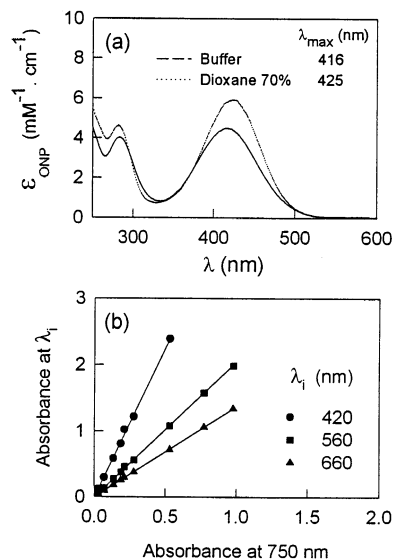 (a)
λmax (nm)
Buffer 416
Dioxane 70% 425
εONP (mM⁻¹ . cm⁻¹)
10
8
6
4
2
0
300 400 500 600
λ (nm)
(b)
λi (nm)
420
560
660
Absorbance at λi
3
2
1
0
0.0 0.5 1.0 1.5 2.0
Absorbance at 750 nm